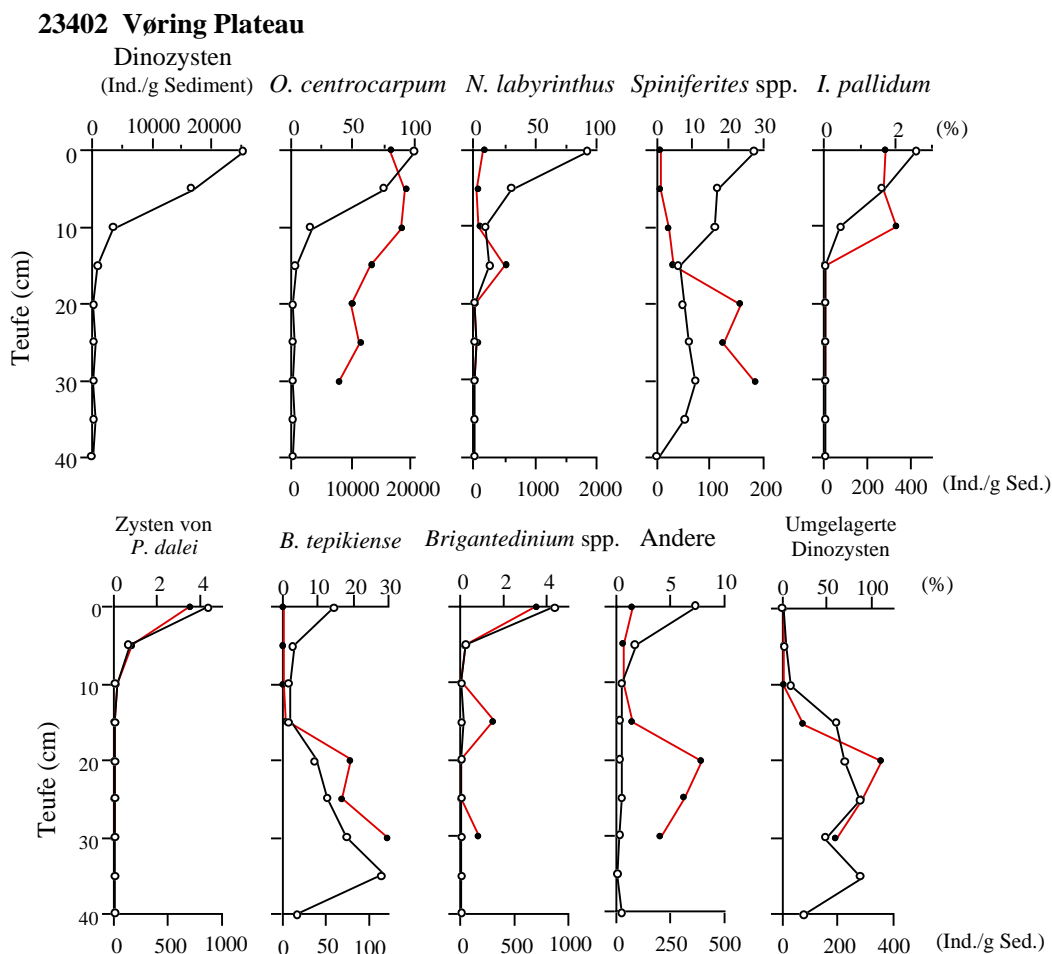 23402 Vøring Plateau
Dinozysten
(Ind./g Sediment)
O. centrocarpum
N. labyrinthus
Spiniferites spp.
I. pallidum
0 10000 20000
0 50 100
0 50 100
0 10 20 30
0 2 (%)
Teufe (cm)
0
10
20
30
40
0 10000 20000
0 1000 2000
0 100 200
0 200 400 (Ind./g Sed.)
Zysten von
P. dalei
B. tepikiense
Brigantedinium spp.
Andere
Umgelagerte
Dinozysten
0 2 4
0 10 20 30
0 2 4
0 5 10
0 50 100 (%)
Teufe (cm)
0
10
20
30
40
0 500 1000
0 50 100
0 500 1000
0 250 500
0 200 400 (Ind./g Sed.)